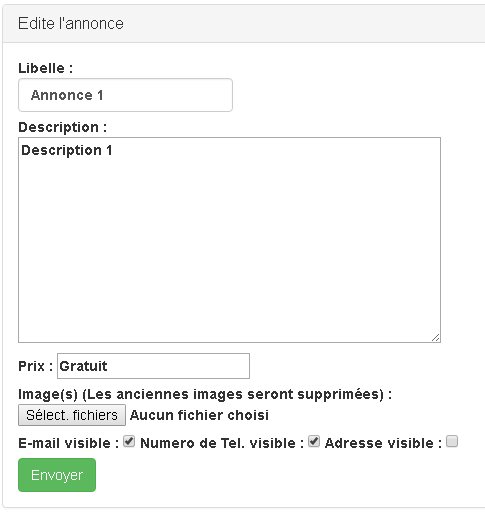 Edite l'annonce
Libelle :
Annonce 1
Description :
Description 1
Prix : Gratuit
Image(s) (Les anciennes images seront supprimées) :
Sélect. fichiers Aucun fichier choisi
E-mail visible : Numero de Tel. visible : Adresse visible :
Envoyer